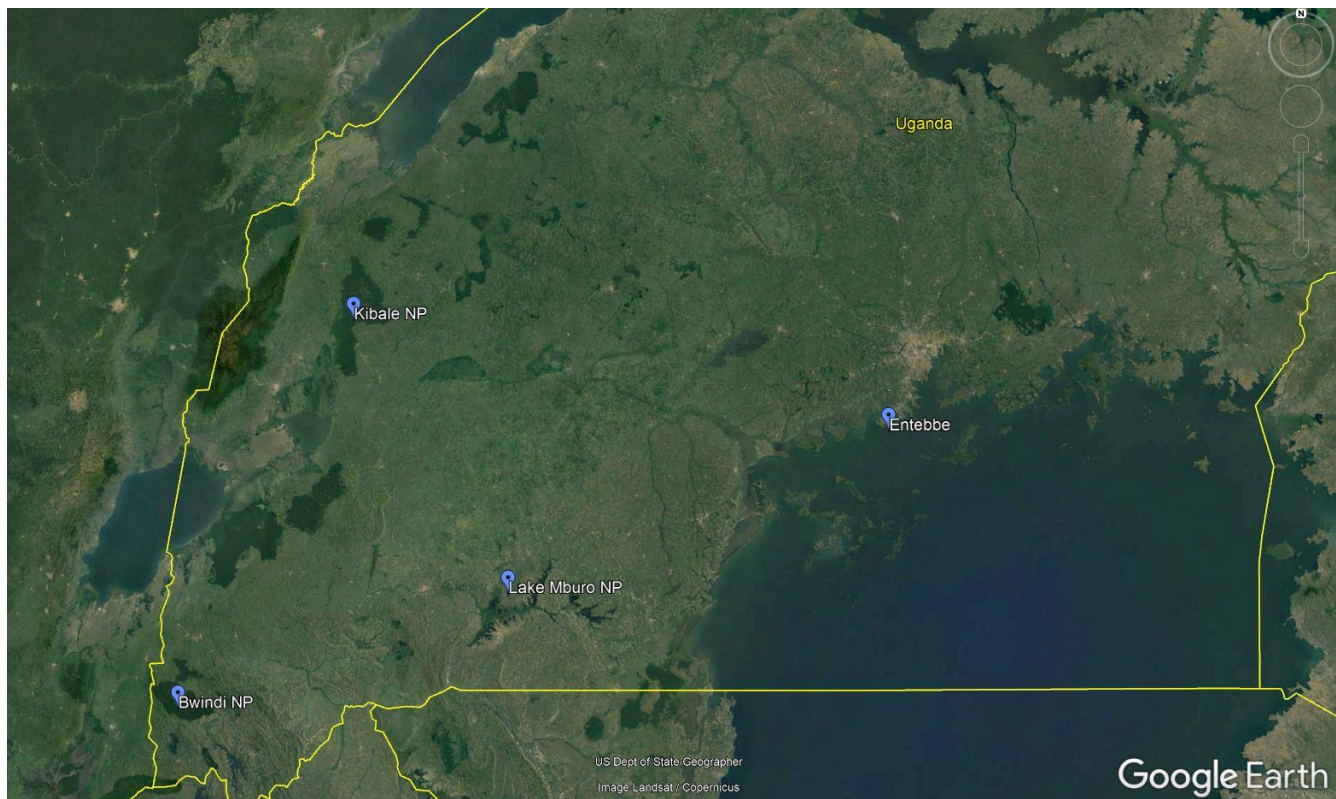 N
Uganda
Kibale NP
Entebbe
Lake Mburo NP
Bwindi NP
US Dept of State Geographer
Image Landsat / Copernicus
Google Earth